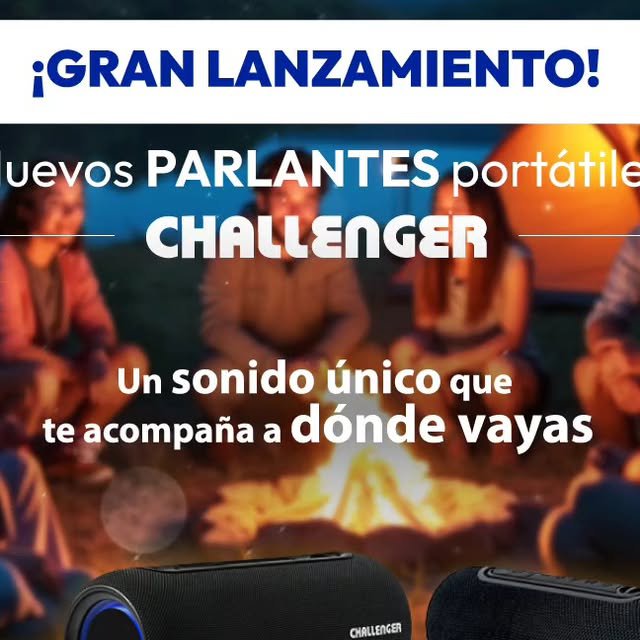 ¡GRAN LANZAMIENTO!
uevos PARLANTES portátile
CHALLENGER
Un sonido único que
te acompaña a dónde vayas
CHALLENGER